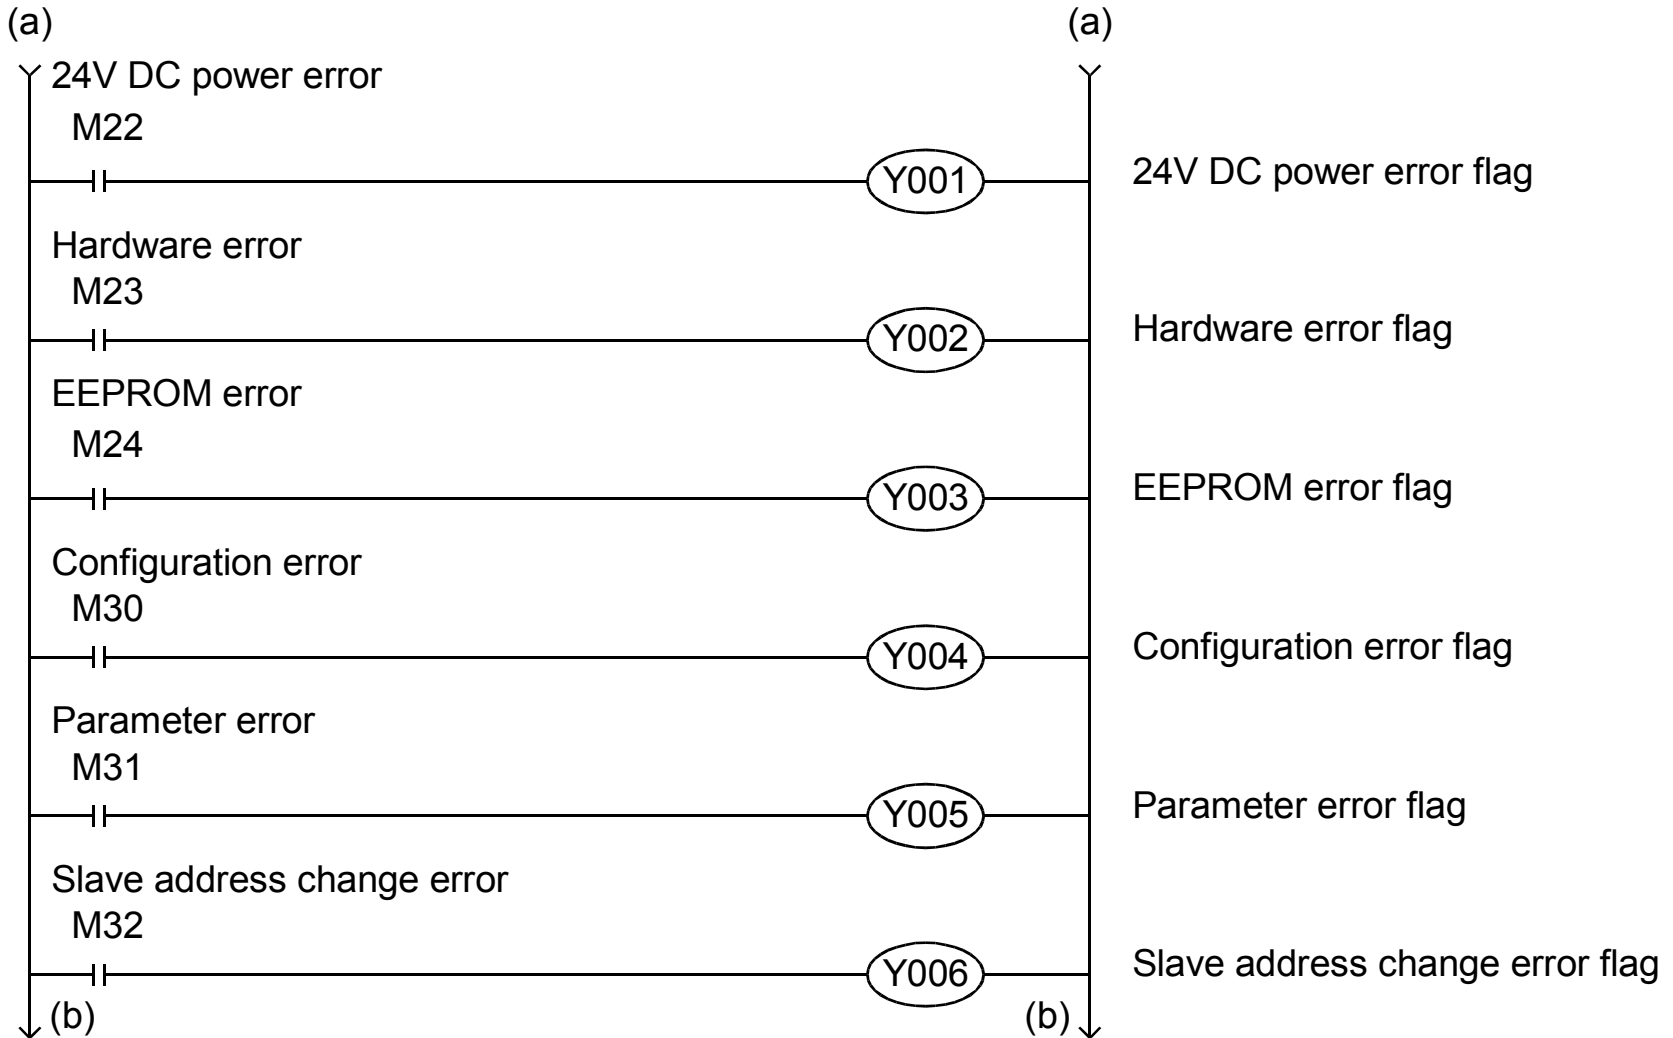 (a)
(a)
24V DC power error
M22
Y001
24V DC power error flag
Hardware error
M23
Y002
Hardware error flag
EEPROM error
M24
Y003
EEPROM error flag
Configuration error
M30
Y004
Configuration error flag
Parameter error
M31
Y005
Parameter error flag
Slave address change error
M32
Y006
Slave address change error flag
(b)
(b)